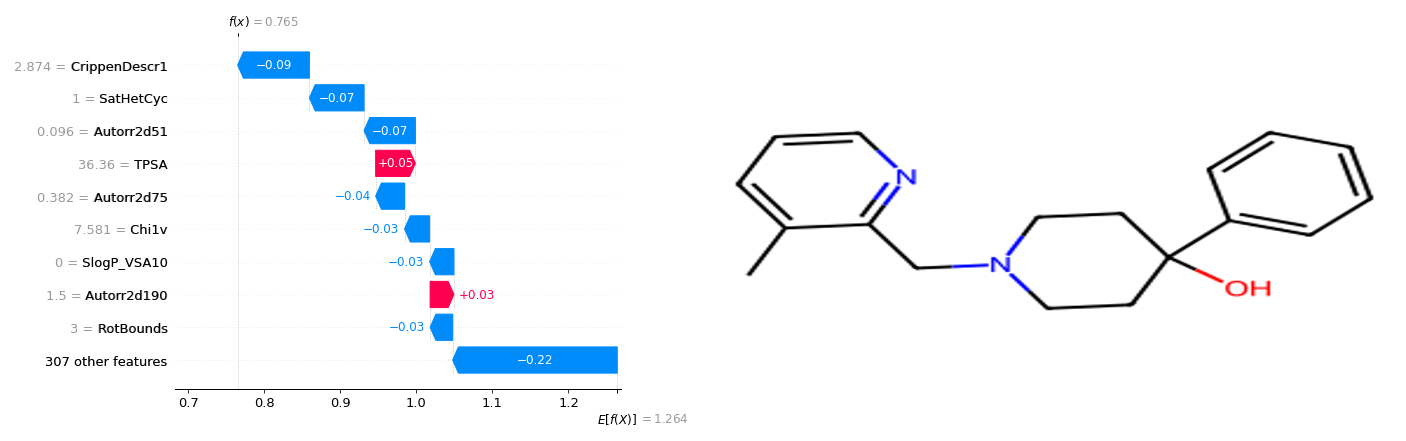 f(x) = 0.765
2.874 = CrippenDescr1
−0.09
1 = SatHetCyc
−0.07
0.096 = Autorr2d51
−0.07
36.36 = TPSA
+0.05
0.382 = Autorr2d75
−0.04
7.581 = Chi1v
−0.03
0 = SlogP_VSA10
−0.03
1.5 = Autorr2d190
+0.03
3 = RotBounds
−0.03
307 other features
−0.22
0.7 0.8 0.9 1.0 1.1 1.2
E[f(X)] = 1.264
N
N
OH